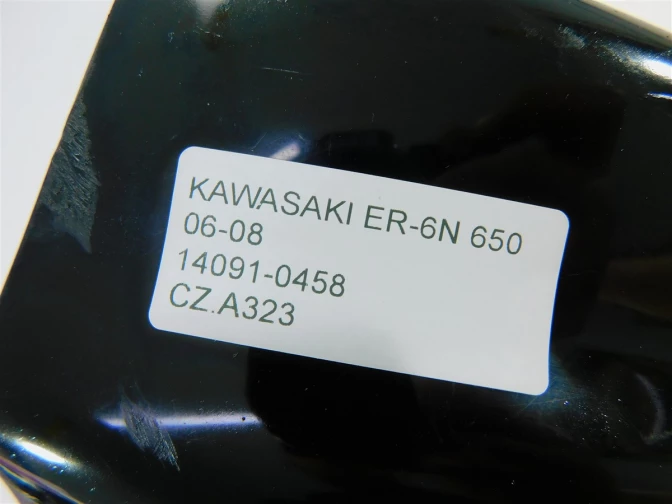 KAWASAKI ER-6N 650
06-08
14091-0458
CZ.A323